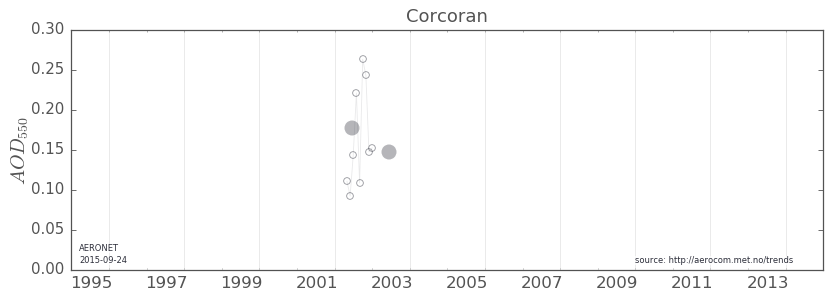 Corcoran
0.30
0.25
0.20
0.15
0.10
0.05
0.00
AOD550
AERONET
2015-09-24
source: http://aerocom.met.no/trends
1995 1997 1999 2001 2003 2005 2007 2009 2011 2013